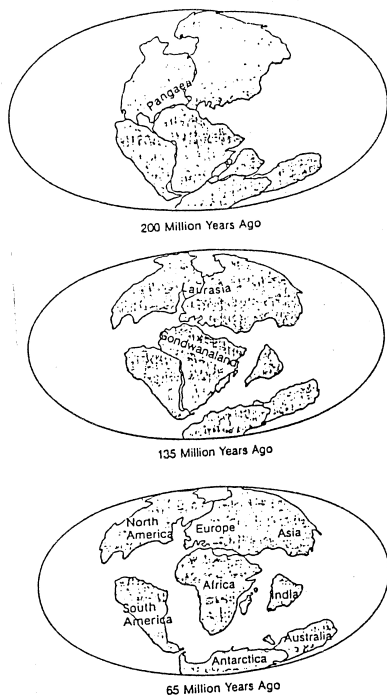 Pangaea
200 Million Years Ago
Laurasia
Gondwanaland
135 Million Years Ago
North
America
Europe
Asia
Africa
India
South
America
Australia
Antarctica
65 Million Years Ago